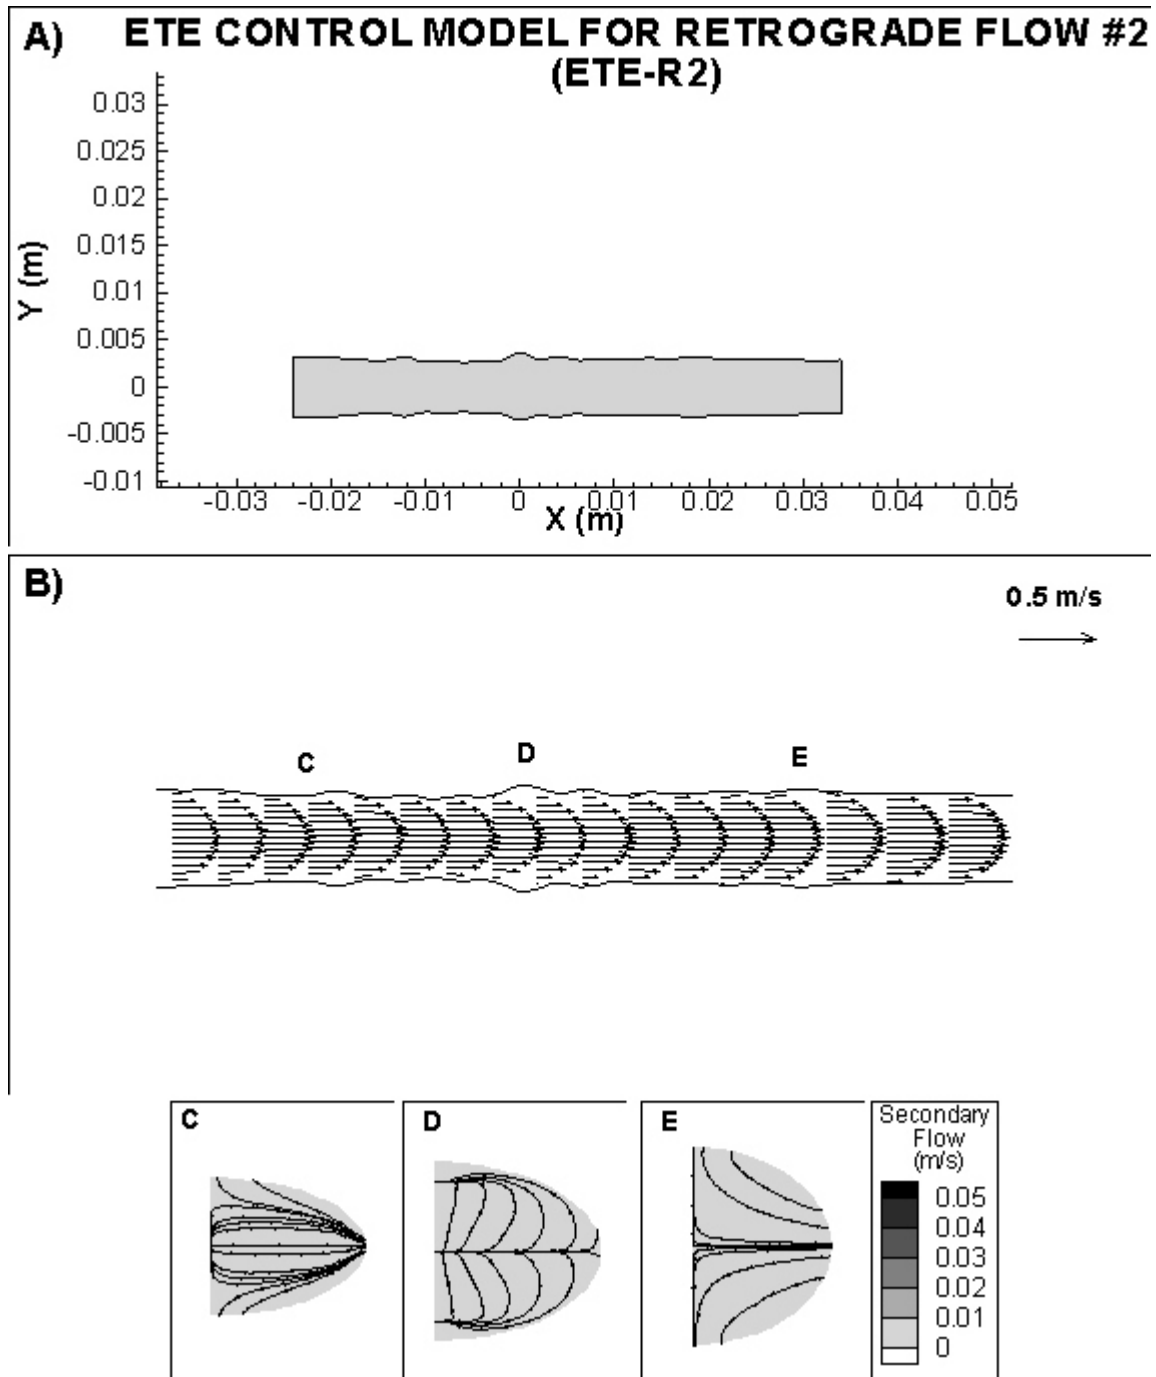 A) ETE CONTROL MODEL FOR RETROGRADE FLOW #2
(ETE-R2)
0.03
0.025
0.02
0.015
0.01
0.005
0
-0.005
-0.01
Y (m)
-0.03 -0.02 -0.01 0 0.01 0.02 0.03 0.04 0.05
X (m)
B)
0.5 m/s
C D E
C D E
Secondary
Flow
(m/s)
0.05
0.04
0.03
0.02
0.01
0